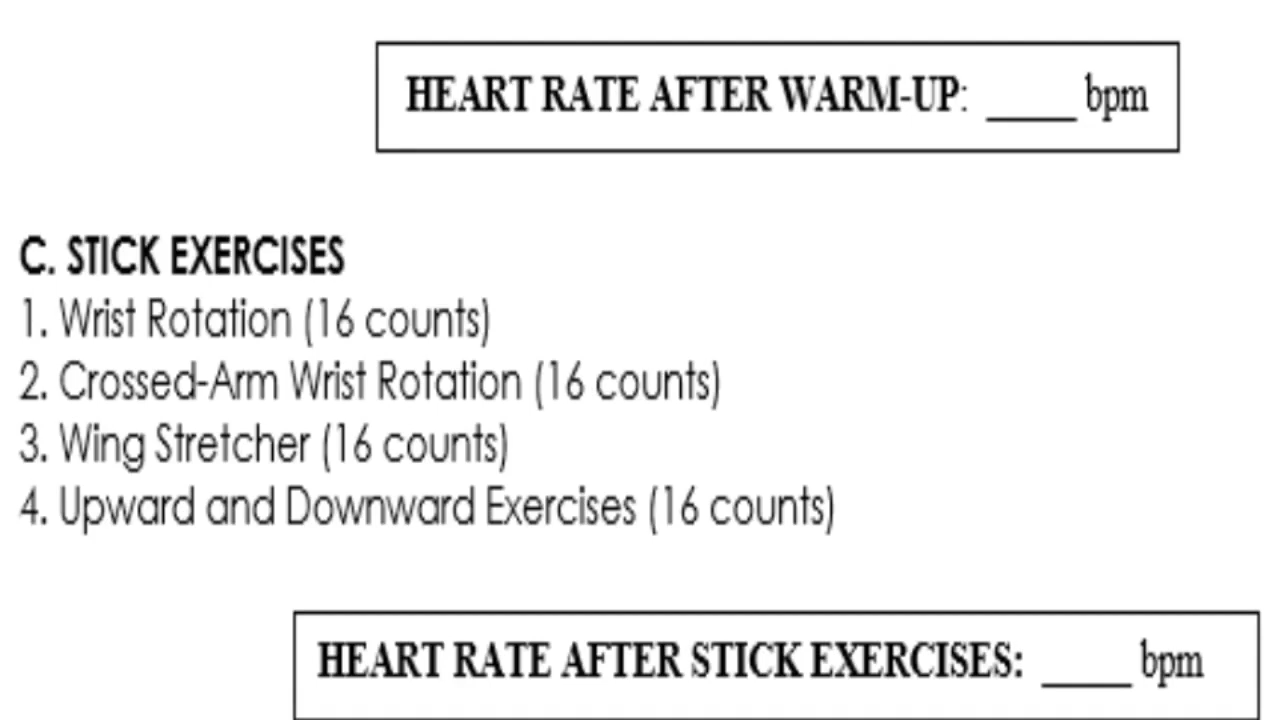 HEART RATE AFTER WARM-UP: _____ bpm
C. STICK EXERCISES
1. Wrist Rotation (16 counts)
2. Crossed-Arm Wrist Rotation (16 counts)
3. Wing Stretcher (16 counts)
4. Upward and Downward Exercises (16 counts)
HEART RATE AFTER STICK EXERCISES: _____ bpm